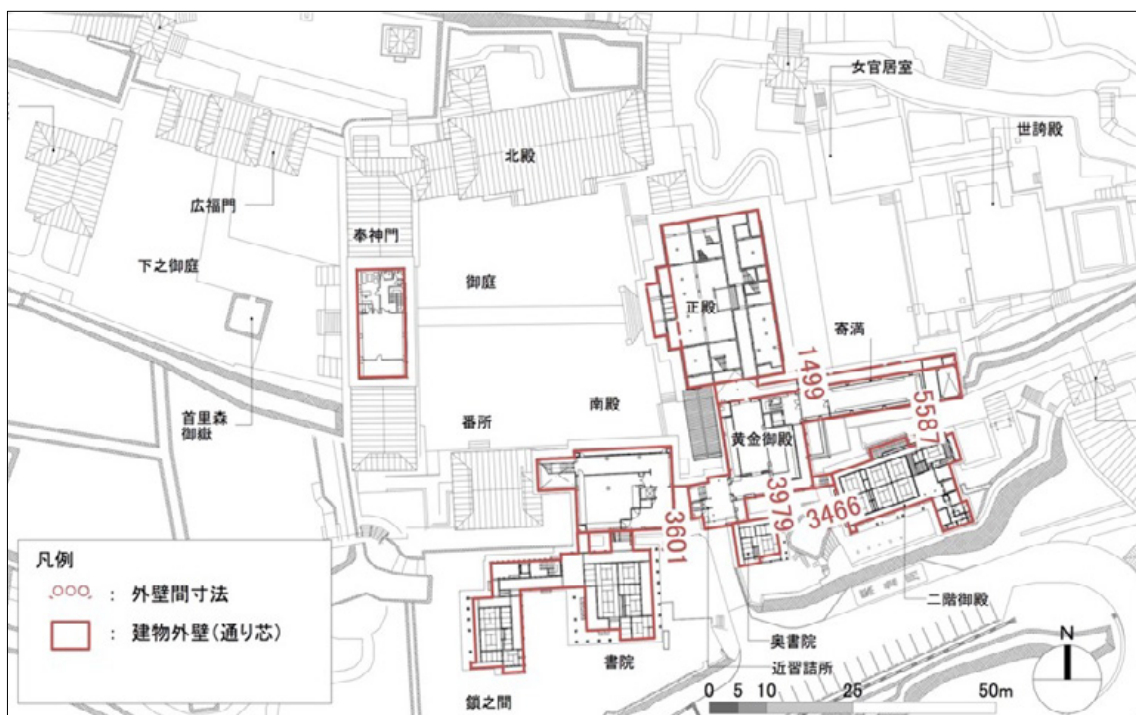 女官居室
世誇殿
北殿
広福門
奉神門
下之御庭
御庭
正殿
寄満
1499
5587
首里森
御嶽
番所
南殿
黄金御殿
3979
3466
3601
凡例
○○○ : 外壁間寸法
: 建物外壁(通り芯)
二階御殿
奥書院
書院
近習詰所
鎖之間
N
0 5 10 25 50m